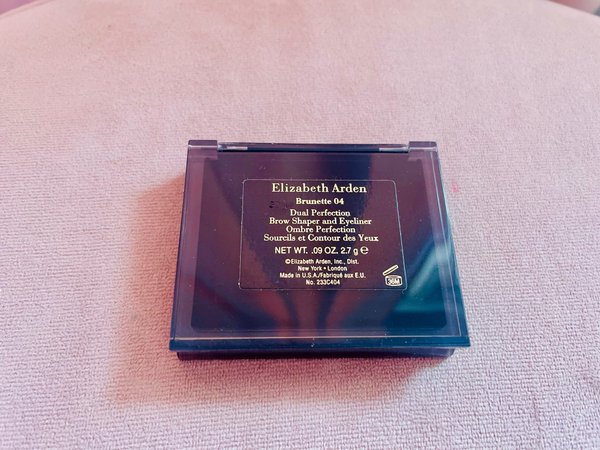 Elizabeth Arden
Brunette 04
Dual Perfection
Brow Shaper and Eyeliner
Ombre Perfection
Sourcils et Contour des Yeux
NET WT. .09 OZ. 2.7 g ℮
©Elizabeth Arden, Inc., Dist.
New York • London
Made in U.S.A./Fabriqué aux E.U.
No. 233C404
36M